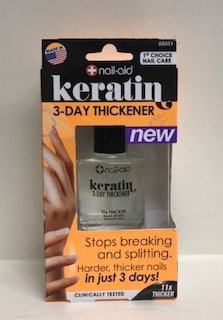 MADE IN USA
nail-aid
98851
1ST CHOICE
NAIL CARE
keratin
3-DAY THICKENER
new
nail-aid
keratin
3-DAY THICKENER
11x THICKER
Stops breaking
and splitting.
Harder, thicker nails
in just 3 days!
CLINICALLY TESTED
11x
THICKER